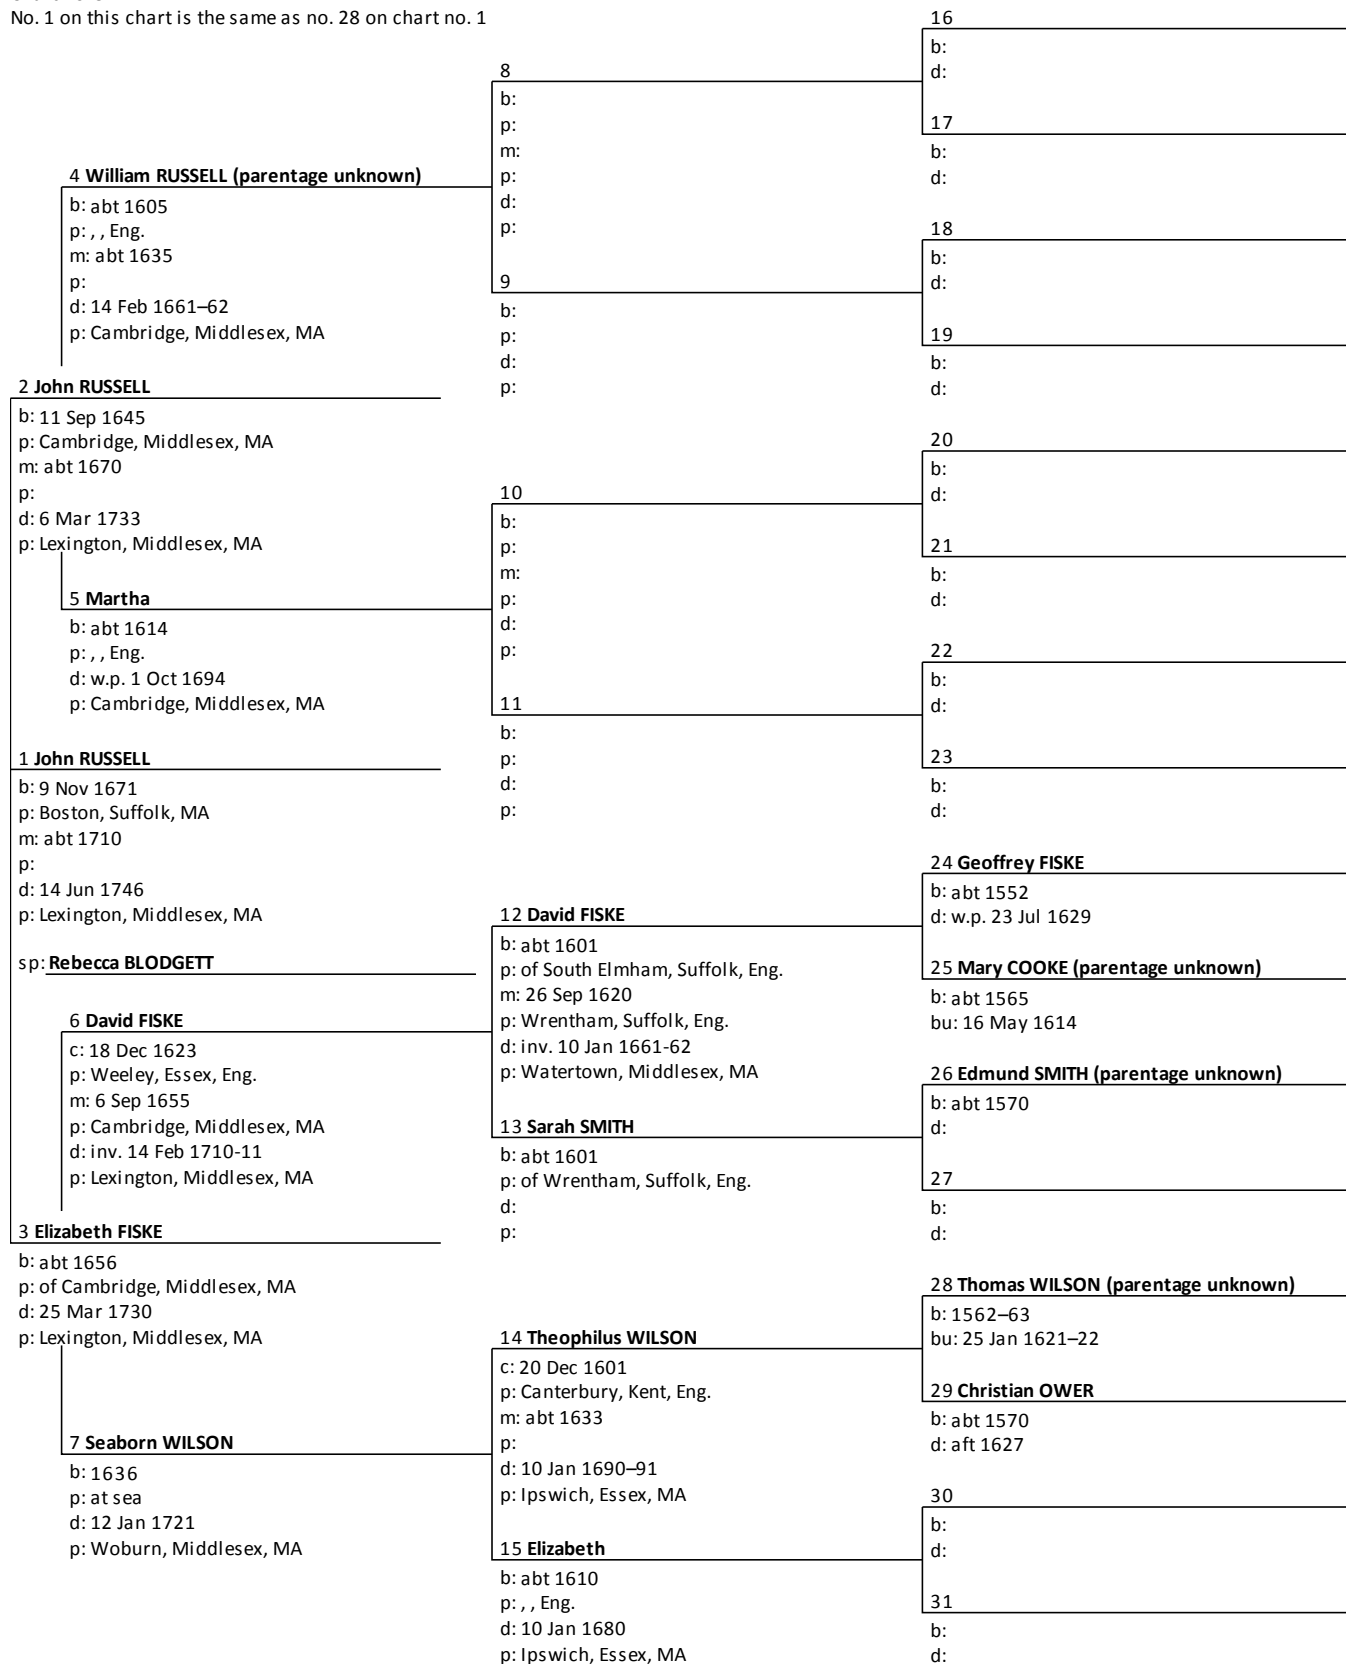 No. 1 on this chart is the same as no. 28 on chart no. 1
4 William RUSSELL (parentage unknown)
b: abt 1605
p: , , Eng.
m: abt 1635
p:
d: 14 Feb 1661–62
p: Cambridge, Middlesex, MA
2 John RUSSELL
b: 11 Sep 1645
p: Cambridge, Middlesex, MA
m: abt 1670
p:
d: 6 Mar 1733
p: Lexington, Middlesex, MA
5 Martha
b: abt 1614
p: , , Eng.
d: w.p. 1 Oct 1694
p: Cambridge, Middlesex, MA
1 John RUSSELL
b: 9 Nov 1671
p: Boston, Suffolk, MA
m: abt 1710
p:
d: 14 Jun 1746
p: Lexington, Middlesex, MA
sp: Rebecca BLODGETT
6 David FISKE
c: 18 Dec 1623
p: Weeley, Essex, Eng.
m: 6 Sep 1655
p: Cambridge, Middlesex, MA
d: inv. 14 Feb 1710-11
p: Lexington, Middlesex, MA
3 Elizabeth FISKE
b: abt 1656
p: of Cambridge, Middlesex, MA
d: 25 Mar 1730
p: Lexington, Middlesex, MA
7 Seaborn WILSON
b: 1636
p: at sea
d: 12 Jan 1721
p: Woburn, Middlesex, MA
8
b:
p:
m:
p:
d:
p:
9
b:
p:
d:
p:
10
b:
p:
m:
p:
d:
p:
11
b:
p:
d:
p:
12 David FISKE
b: abt 1601
p: of South Elmham, Suffolk, Eng.
m: 26 Sep 1620
p: Wrentham, Suffolk, Eng.
d: inv. 10 Jan 1661-62
p: Watertown, Middlesex, MA
13 Sarah SMITH
b: abt 1601
p: of Wrentham, Suffolk, Eng.
d:
p:
14 Theophilus WILSON
c: 20 Dec 1601
p: Canterbury, Kent, Eng.
m: abt 1633
p:
d: 10 Jan 1690–91
p: Ipswich, Essex, MA
15 Elizabeth
b: abt 1610
p: , , Eng.
d: 10 Jan 1680
p: Ipswich, Essex, MA
16
b:
d:
17
b:
d:
18
b:
d:
19
b:
d:
20
b:
d:
21
b:
d:
22
b:
d:
23
b:
d:
24 Geoffrey FISKE
b: abt 1552
d: w.p. 23 Jul 1629
25 Mary COOKE (parentage unknown)
b: abt 1565
bu: 16 May 1614
26 Edmund SMITH (parentage unknown)
b: abt 1570
d:
27
b:
d:
28 Thomas WILSON (parentage unknown)
b: 1562–63
bu: 25 Jan 1621–22
29 Christian OWER
b: abt 1570
d: aft 1627
30
b:
d:
31
b:
d: